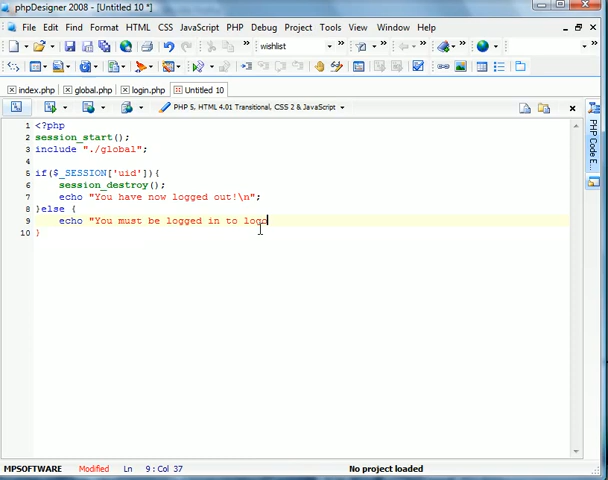 phpDesigner 2008 - [Untitled 10 *]
File Edit Find Format HTML CSS JavaScript PHP Insert Project Debug Tools View Window Help
wishlist
index.php global.php login.php Untitled 10
PHP 5, HTML 4.01 Transitional, CSS 2 & JavaScript
1 <?php
2 session_start();
3 include "./global";
4
5 if($_SESSION['uid']){
6 session_destroy();
7 echo "You have now logged out!\n";
8 }else {
9 echo "You must be logged in to logo
10 }
PHP Code E
MPSOFTWARE Modified Ln 9 : Col 37 No project loaded